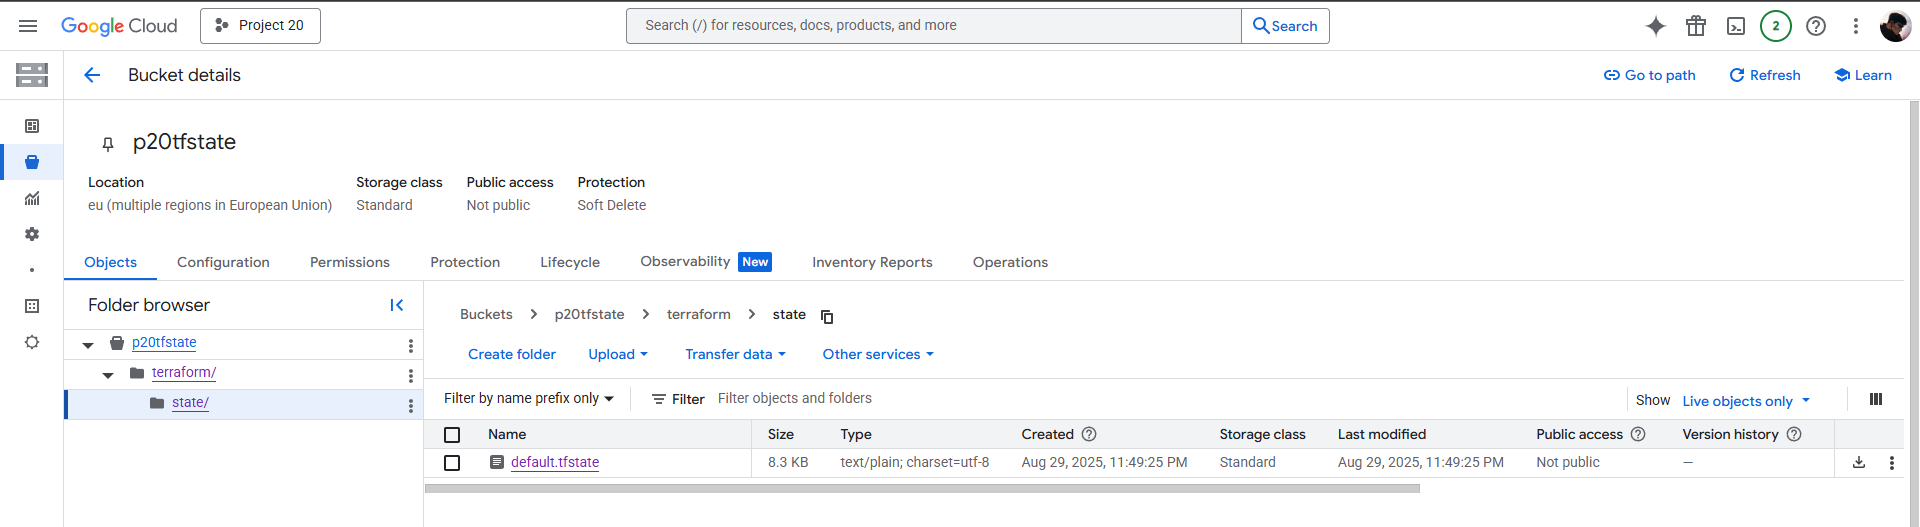 Google Cloud
Project 20
Search (/) for resources, docs, products, and more
Search
2
Bucket details
Go to path
Refresh
Learn
p20tfstate
Location
Storage class
Public access
Protection
eu (multiple regions in European Union)
Standard
Not public
Soft Delete
Objects
Configuration
Permissions
Protection
Lifecycle
Observability New
Inventory Reports
Operations
Folder browser
p20tfstate
terraform/
state/
Buckets > p20tfstate > terraform > state
Create folder
Upload
Transfer data
Other services
Filter by name prefix only
Filter
Filter objects and folders
Show
Live objects only
Name Size Type Created Storage class Last modified Public access Version history
default.tfstate 8.3 KB text/plain; charset=utf-8 Aug 29, 2025, 11:49:25 PM Standard Aug 29, 2025, 11:49:25 PM Not public —